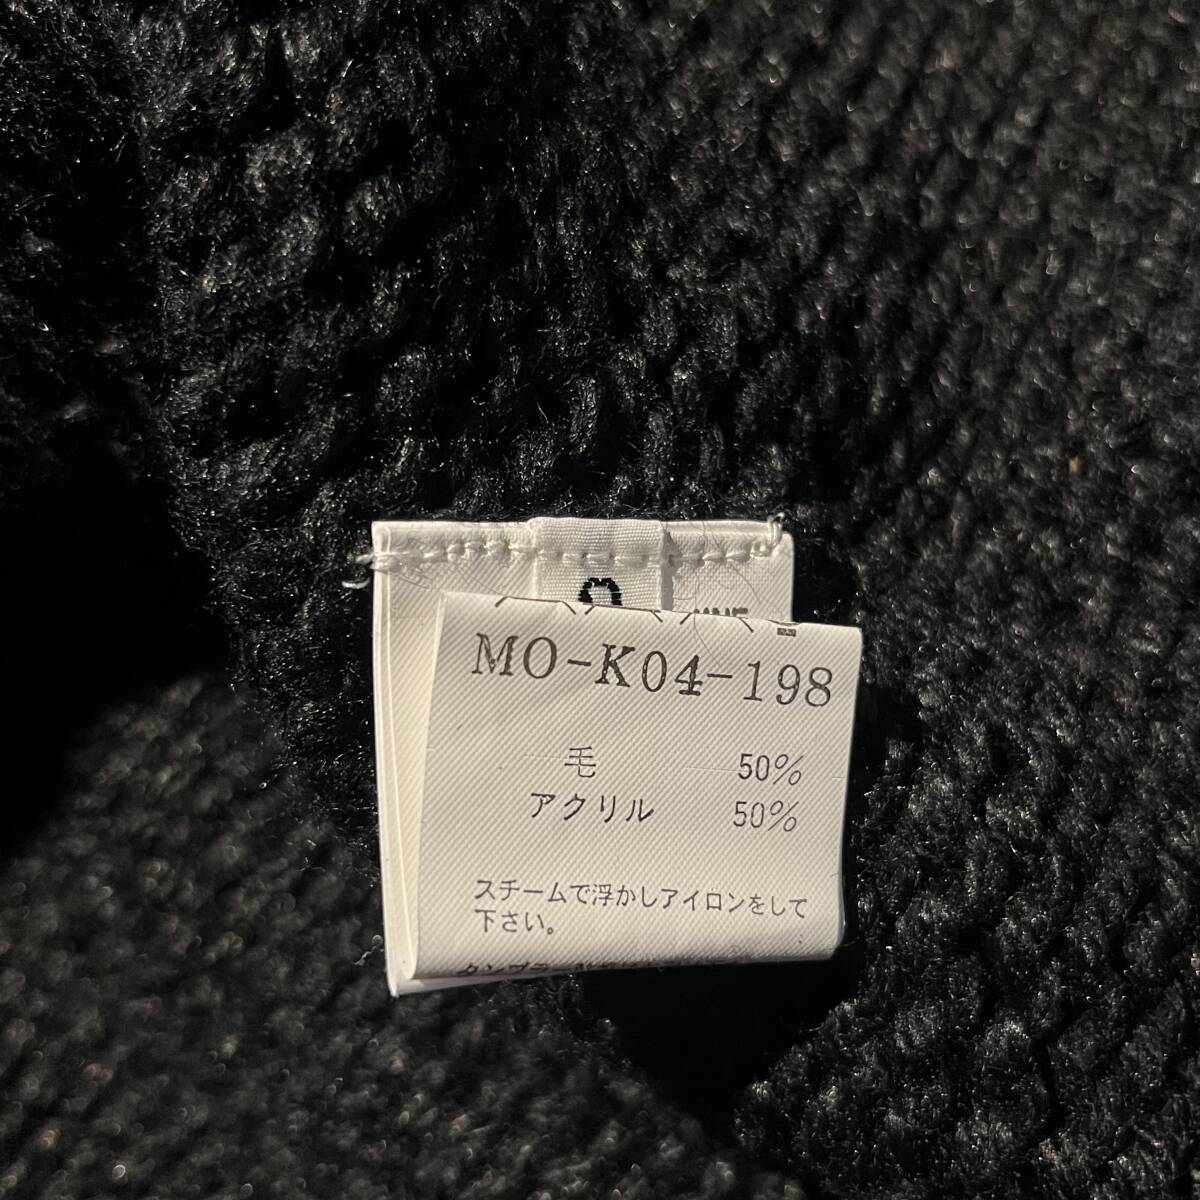 MO-K04-198
毛 50%
アクリル 50%
スチームで浮かしアイロンをして
下さい。